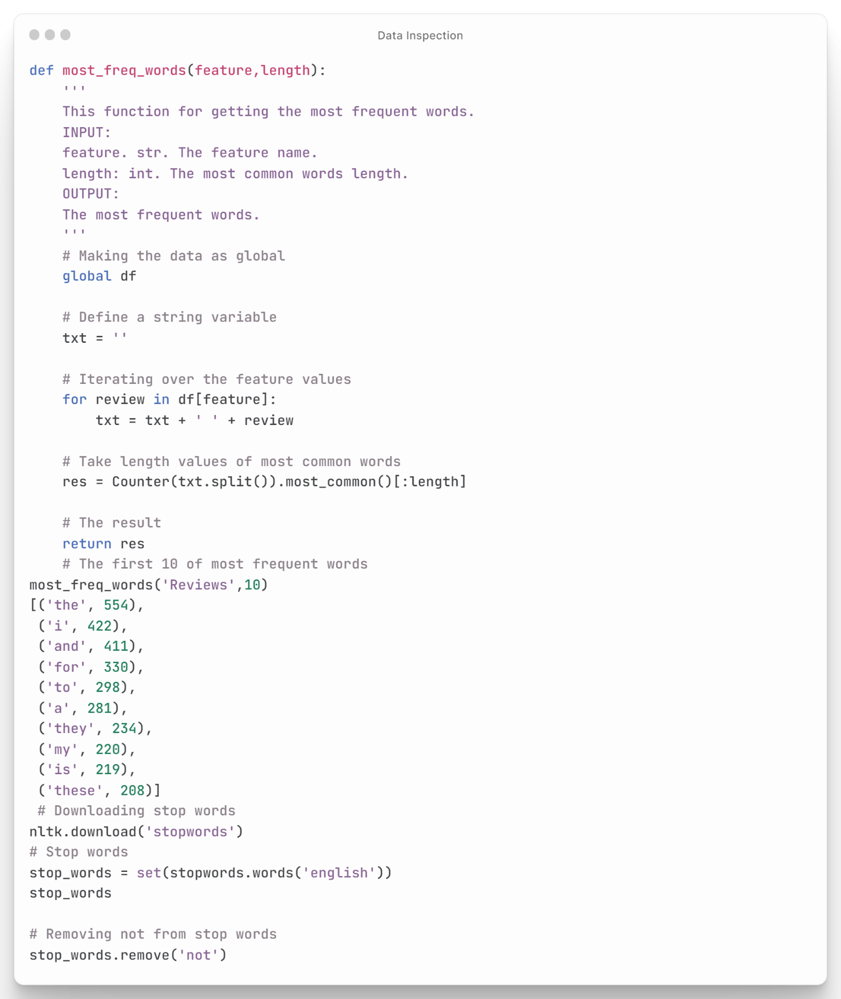 Data Inspection
def most_freq_words(feature,length):
    '''
    This function for getting the most frequent words.
    INPUT:
    feature. str. The feature name.
    length: int. The most common words length.
    OUTPUT:
    The most frequent words.
    '''
    # Making the data as global
    global df

    # Define a string variable
    txt = ''

    # Iterating over the feature values
    for review in df[feature]:
        txt = txt + ' ' + review

    # Take length values of most common words
    res = Counter(txt.split()).most_common()[:length]

    # The result
    return res
    # The first 10 of most frequent words
most_freq_words('Reviews',10)
[('the', 554),
 ('i', 422),
 ('and', 411),
 ('for', 330),
 ('to', 298),
 ('a', 281),
 ('they', 234),
 ('my', 220),
 ('is', 219),
 ('these', 208)]
 # Downloading stop words
nltk.download('stopwords')
# Stop words
stop_words = set(stopwords.words('english'))
stop_words

# Removing not from stop words
stop_words.remove('not')